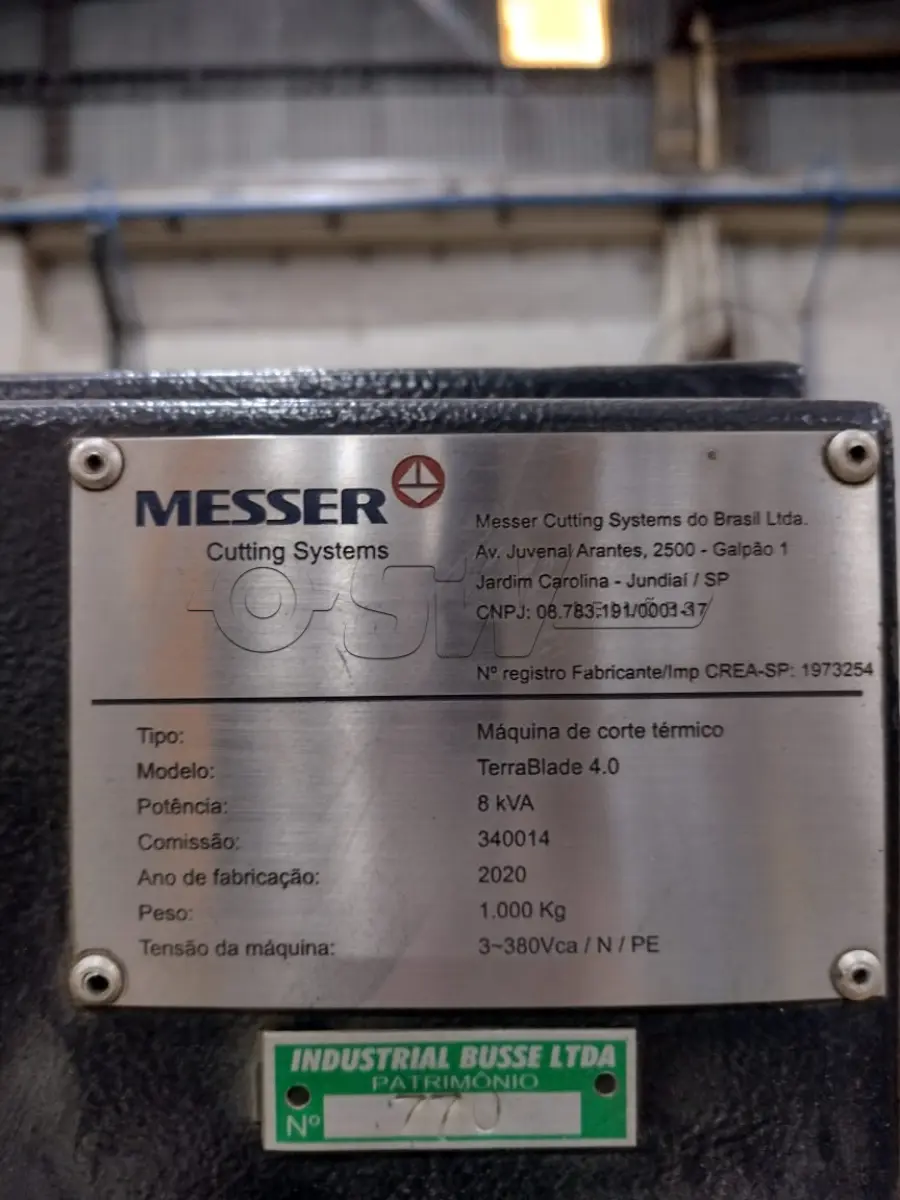 MESSER
Cutting Systems
Messer Cutting Systems do Brasil Ltda.
Av. Juvenal Arantes, 2500 - Galpão 1
Jardim Carolina - Jundiaí / SP
CNPJ: 08.783.191/0001-37
Nº registro Fabricante/Imp CREA-SP: 1973254
OSW
LEILÕES
Tipo: Máquina de corte térmico
Modelo: TerraBlade 4.0
Potência: 8 kVA
Comissão: 340014
Ano de fabricação: 2020
Peso: 1.000 Kg
Tensão da máquina: 3~380Vca / N / PE
INDUSTRIAL BUSSE LTDA
PATRIMÔNIO
Nº 770